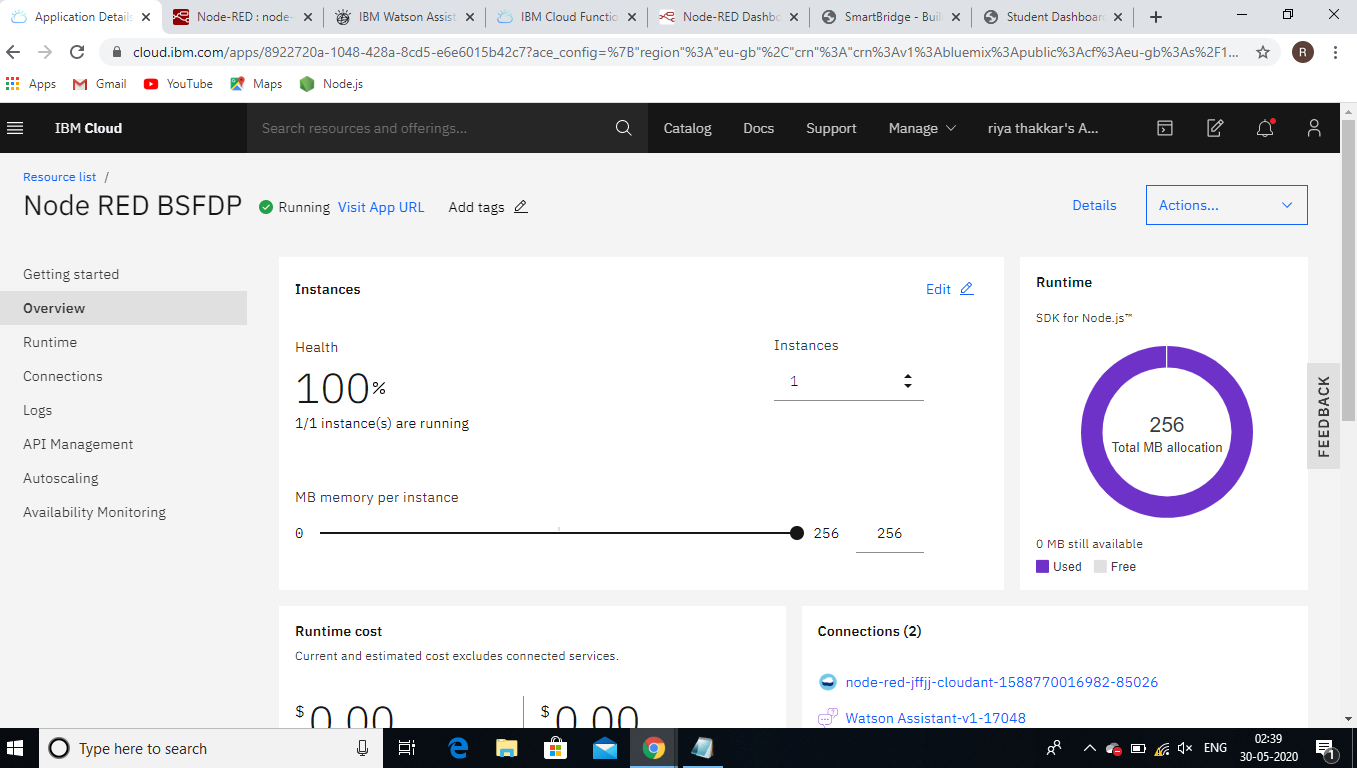 Application Details
Node-RED : node-
IBM Watson Assist
IBM Cloud Functio
Node-RED Dashbo
SmartBridge - Buil
Student Dashboar
cloud.ibm.com/apps/8922720a-1048-428a-8cd5-e6e6015b42c7?ace_config=%7B"region"%3A"eu-gb"%2C"crn"%3A"crn%3Av1%3Abluemix%3Apublic%3Acf%3Aeu-gb%3As%2F1...
R
Apps
Gmail
YouTube
Maps
Node.js
IBM Cloud
Search resources and offerings...
Catalog
Docs
Support
Manage
riya thakkar's A...
Resource list /
Node RED BSFDP
Running
Visit App URL
Add tags
Details
Actions...
Getting started
Overview
Runtime
Connections
Logs
API Management
Autoscaling
Availability Monitoring
Instances
Edit
Health
100%
1/1 instance(s) are running
Instances
1
MB memory per instance
0
256
256
Runtime
SDK for Node.js™
256
Total MB allocation
0 MB still available
Used
Free
FEEDBACK
Runtime cost
Current and estimated cost excludes connected services.
$0.00
$0.00
Connections (2)
node-red-jffjj-cloudant-1588770016982-85026
Watson Assistant-v1-17048
Type here to search
ENG
02:39
30-05-2020
1